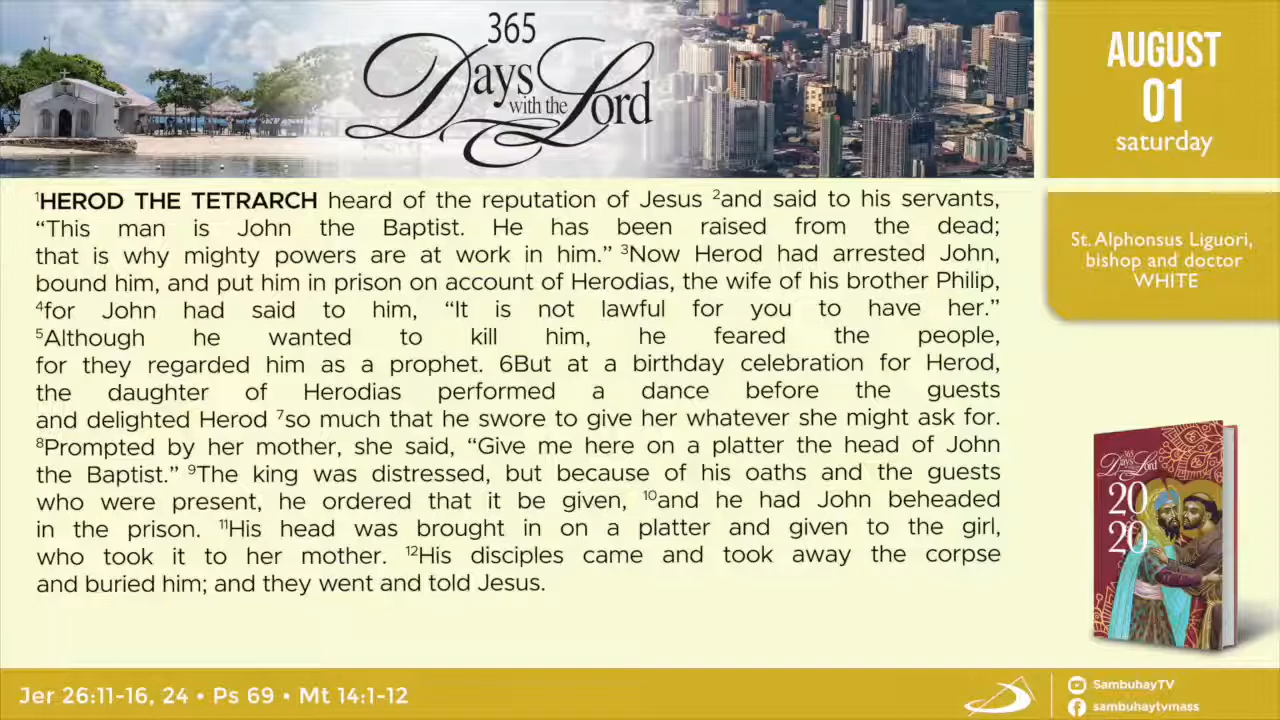 365
Days
with the
Lord
AUGUST
01
saturday
St. Alphonsus Liguori,
bishop and doctor
WHITE
¹HEROD THE TETRARCH heard of the reputation of Jesus ²and said to his servants,
“This man is John the Baptist. He has been raised from the dead;
that is why mighty powers are at work in him.” ³Now Herod had arrested John,
bound him, and put him in prison on account of Herodias, the wife of his brother Philip,
⁴for John had said to him, “It is not lawful for you to have her.”
⁵Although he wanted to kill him, he feared the people,
for they regarded him as a prophet. 6But at a birthday celebration for Herod,
the daughter of Herodias performed a dance before the guests
and delighted Herod ⁷so much that he swore to give her whatever she might ask for.
⁸Prompted by her mother, she said, “Give me here on a platter the head of John
the Baptist.” ⁹The king was distressed, but because of his oaths and the guests
who were present, he ordered that it be given, ¹⁰and he had John beheaded
in the prison. ¹¹His head was brought in on a platter and given to the girl,
who took it to her mother. ¹²His disciples came and took away the corpse
and buried him; and they went and told Jesus.
365
Days
with the
Lord
20
20
Jer 26:11-16, 24 • Ps 69 • Mt 14:1-12
SambuhayTV
sambuhaytvmass